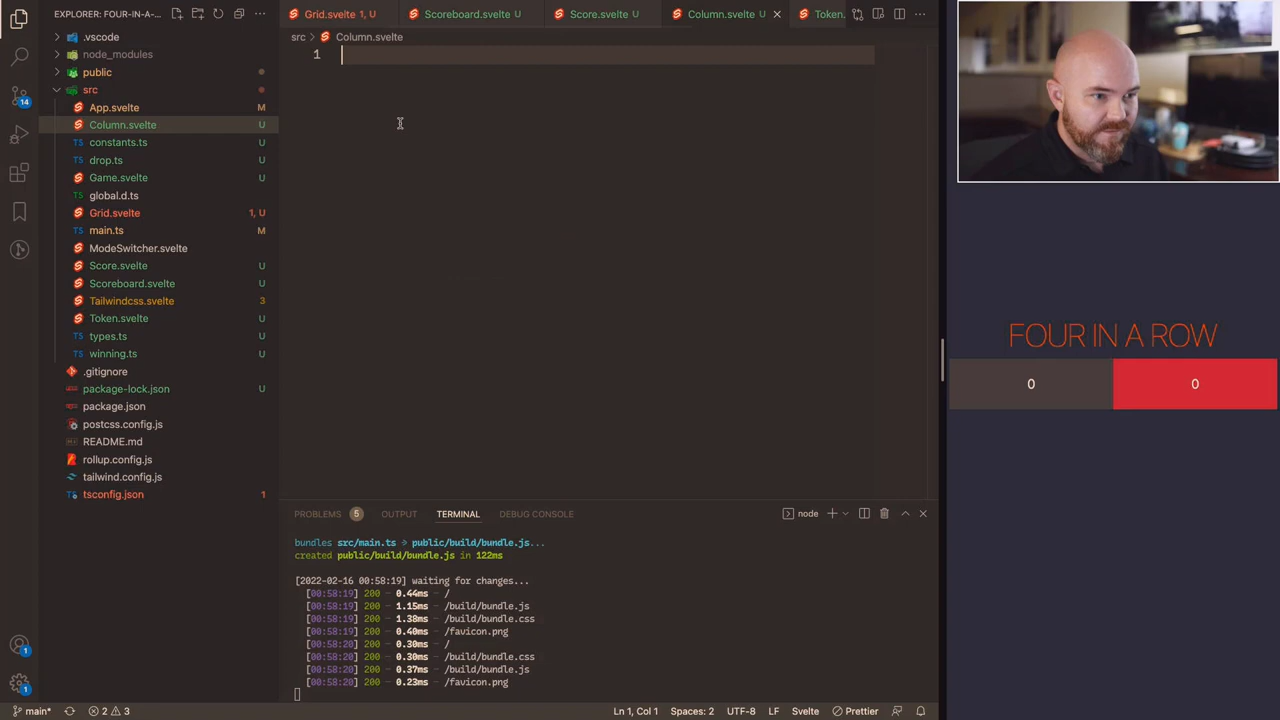 EXPLORER: FOUR-IN-A-...
.vscode
node_modules
public
src
App.svelte M
Column.svelte U
constants.ts U
drop.ts U
Game.svelte U
global.d.ts
Grid.svelte 1, U
main.ts M
ModeSwitcher.svelte
Score.svelte U
Scoreboard.svelte U
Tailwindcss.svelte 3
Token.svelte U
types.ts U
winning.ts U
.gitignore
package-lock.json U
package.json
postcss.config.js
README.md
rollup.config.js
tailwind.config.js
tsconfig.json 1
14
1
1
Grid.svelte 1, U
Scoreboard.svelte U
Score.svelte U
Column.svelte U
Token.
src > Column.svelte
1
PROBLEMS 5 OUTPUT TERMINAL DEBUG CONSOLE
node
bundles src/main.ts → public/build/bundle.js...
created public/build/bundle.js in 122ms
[2022-02-16 00:58:19] waiting for changes...
[00:58:19] 200 ─ 0.44ms ─ /
[00:58:19] 200 ─ 1.15ms ─ /build/bundle.js
[00:58:19] 200 ─ 1.38ms ─ /build/bundle.css
[00:58:19] 200 ─ 0.40ms ─ /favicon.png
[00:58:20] 200 ─ 0.30ms ─ /
[00:58:20] 200 ─ 0.30ms ─ /build/bundle.css
[00:58:20] 200 ─ 0.37ms ─ /build/bundle.js
[00:58:20] 200 ─ 0.23ms ─ /favicon.png
main* 2 3
Ln 1, Col 1 Spaces: 2 UTF-8 LF Svelte Prettier
FOUR IN A ROW
0 0